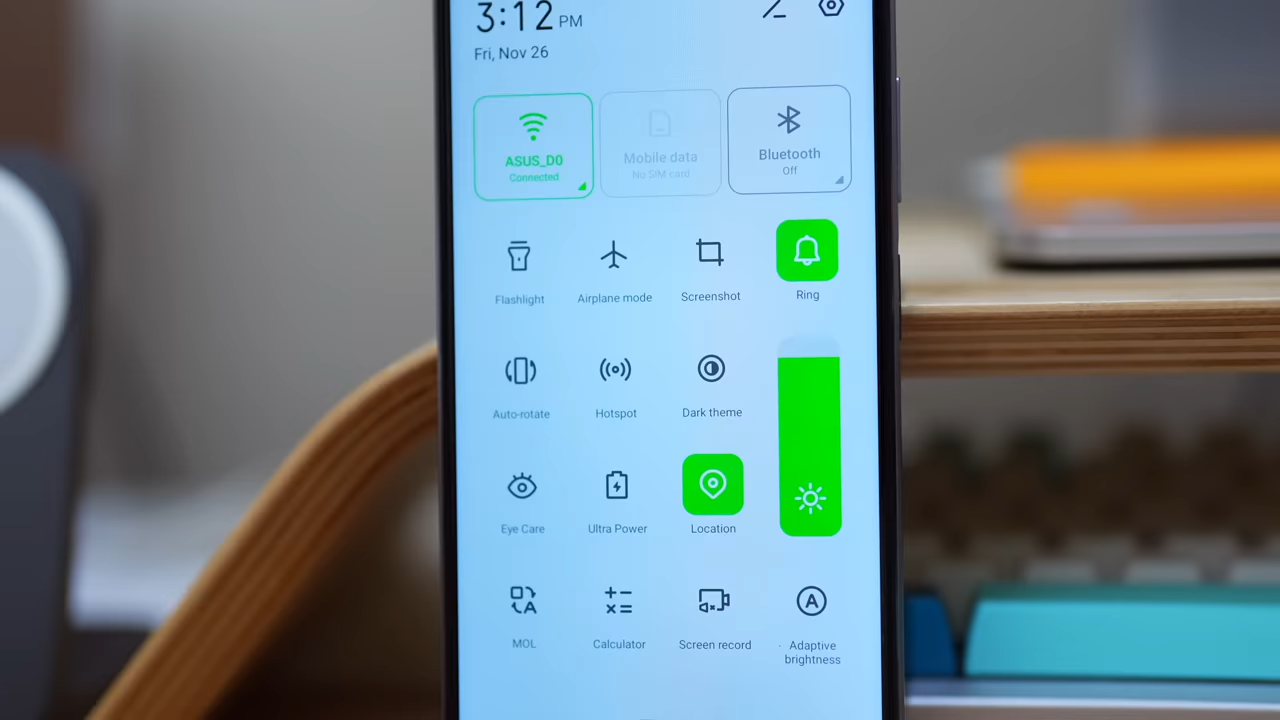 3:12 PM
Fri, Nov 26
ASUS_D0
Connected
Mobile data
No SIM card
Bluetooth
Off
Flashlight
Airplane mode
Screenshot
Ring
Auto-rotate
Hotspot
Dark theme
Eye Care
Ultra Power
Location
MOL
Calculator
Screen record
Adaptive
brightness